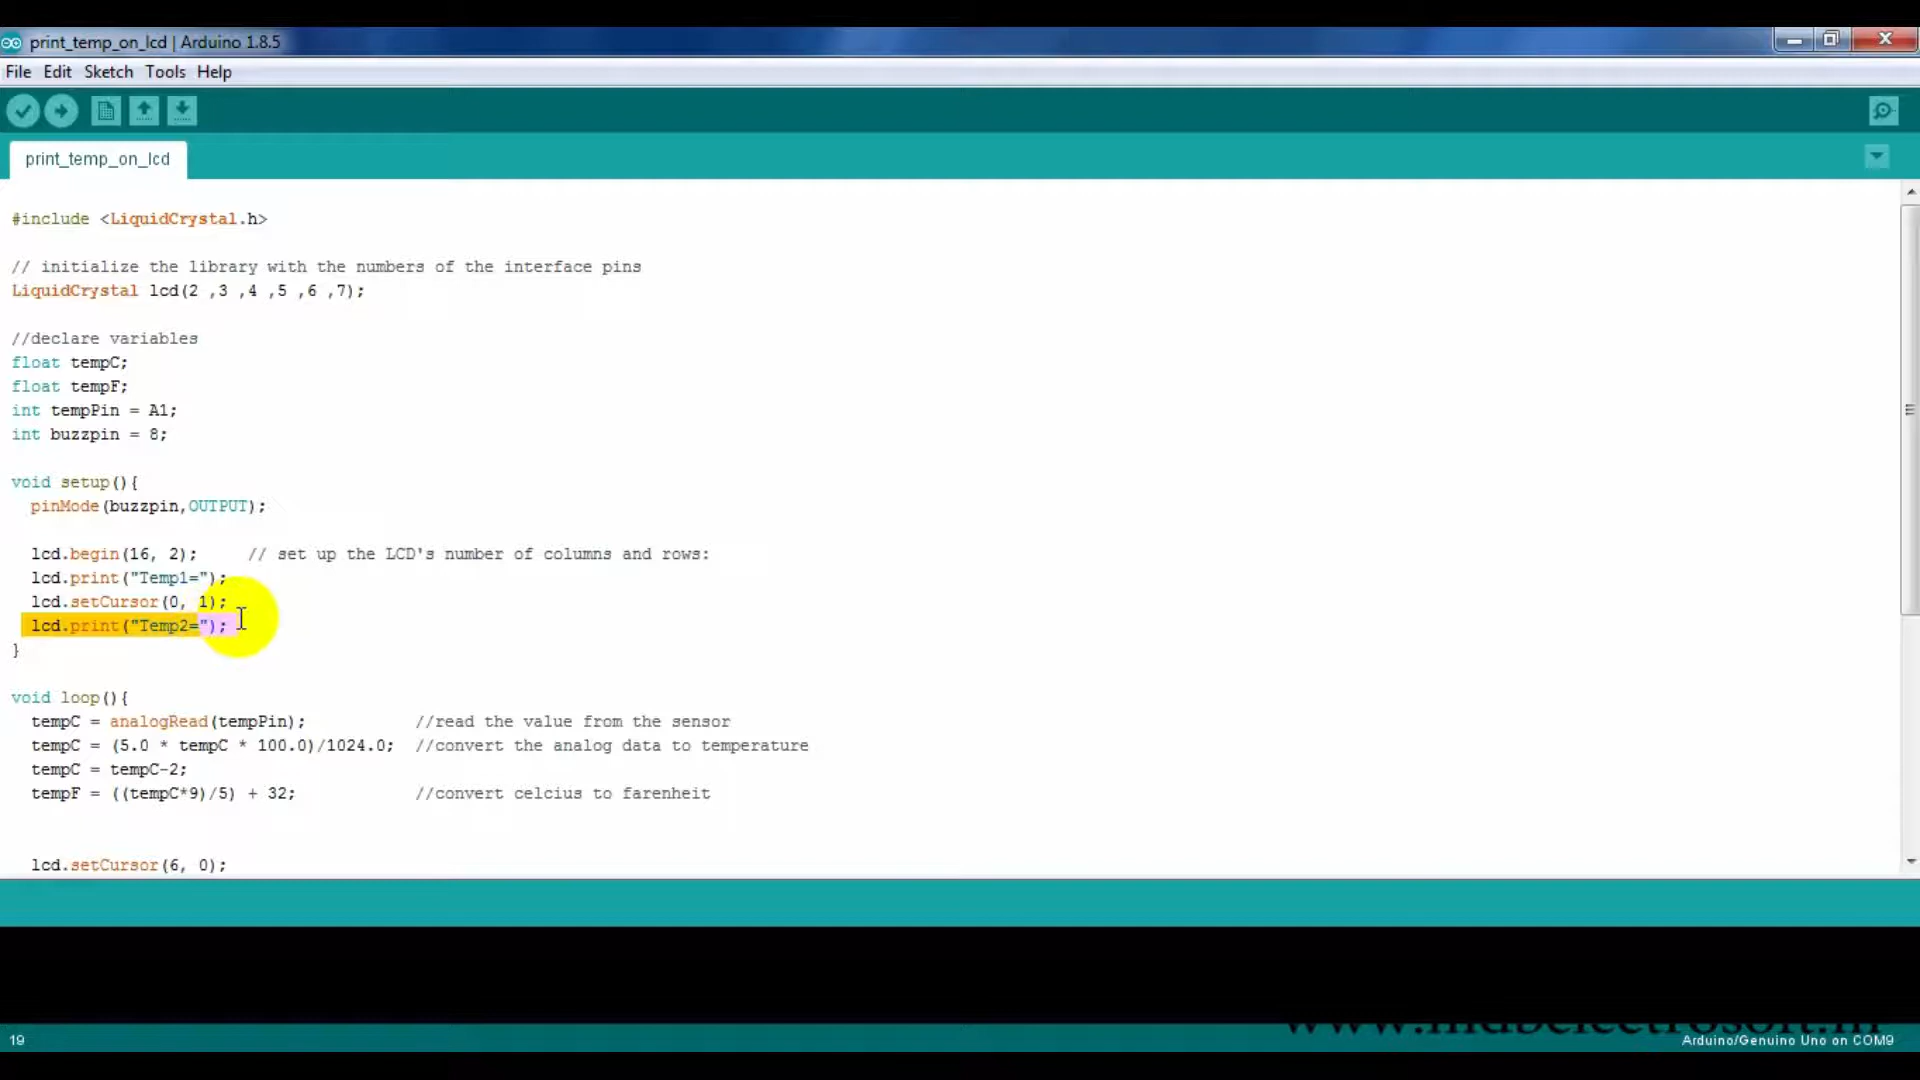 print_temp_on_lcd | Arduino 1.8.5
File Edit Sketch Tools Help
print_temp_on_lcd
#include <LiquidCrystal.h>
// initialize the library with the numbers of the interface pins
LiquidCrystal lcd(2 ,3 ,4 ,5 ,6 ,7);
//declare variables
float tempC;
float tempF;
int tempPin = A1;
int buzzpin = 8;
void setup(){
pinMode(buzzpin,OUTPUT);
lcd.begin(16, 2);     // set up the LCD's number of columns and rows:
lcd.print("Temp1=");
lcd.setCursor(0, 1);
lcd.print("Temp2=");
}
void loop(){
tempC = analogRead(tempPin);           //read the value from the sensor
tempC = (5.0 * tempC * 100.0)/1024.0;  //convert the analog data to temperature
tempC = tempC-2;
tempF = ((tempC*9)/5) + 32;            //convert celcius to farenheit
lcd.setCursor(6, 0);
19
Arduino/Genuino Uno on COM9